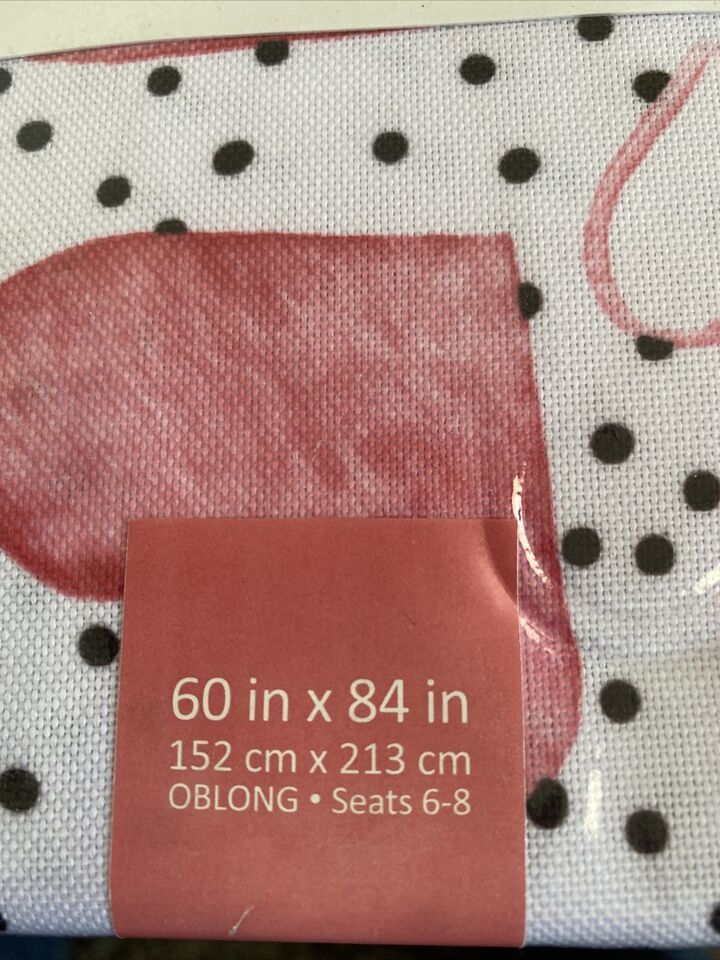 60 in x 84 in
152 cm x 213 cm
OBLONG • Seats 6-8